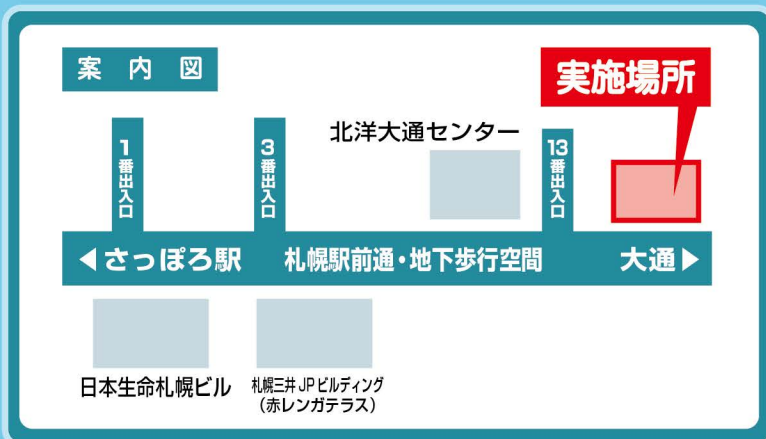 案内図
実施場所
北洋大通センター
1番出入口
3番出入口
13番出入口
◀さっぽろ駅
札幌駅前通・地下歩行空間
大通▶
日本生命札幌ビル
札幌三井JPビルディング
（赤レンガテラス）